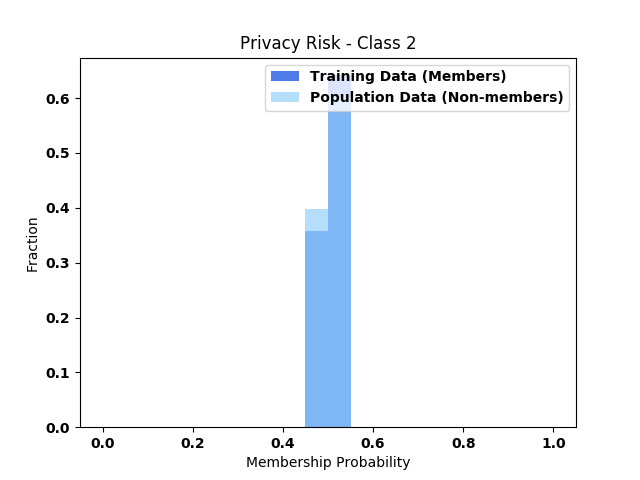 Privacy Risk - Class 2
Training Data (Members)
Population Data (Non-members)
0.6
0.5
0.4
0.3
0.2
0.1
0.0
Fraction
0.0 0.2 0.4 0.6 0.8 1.0
Membership Probability